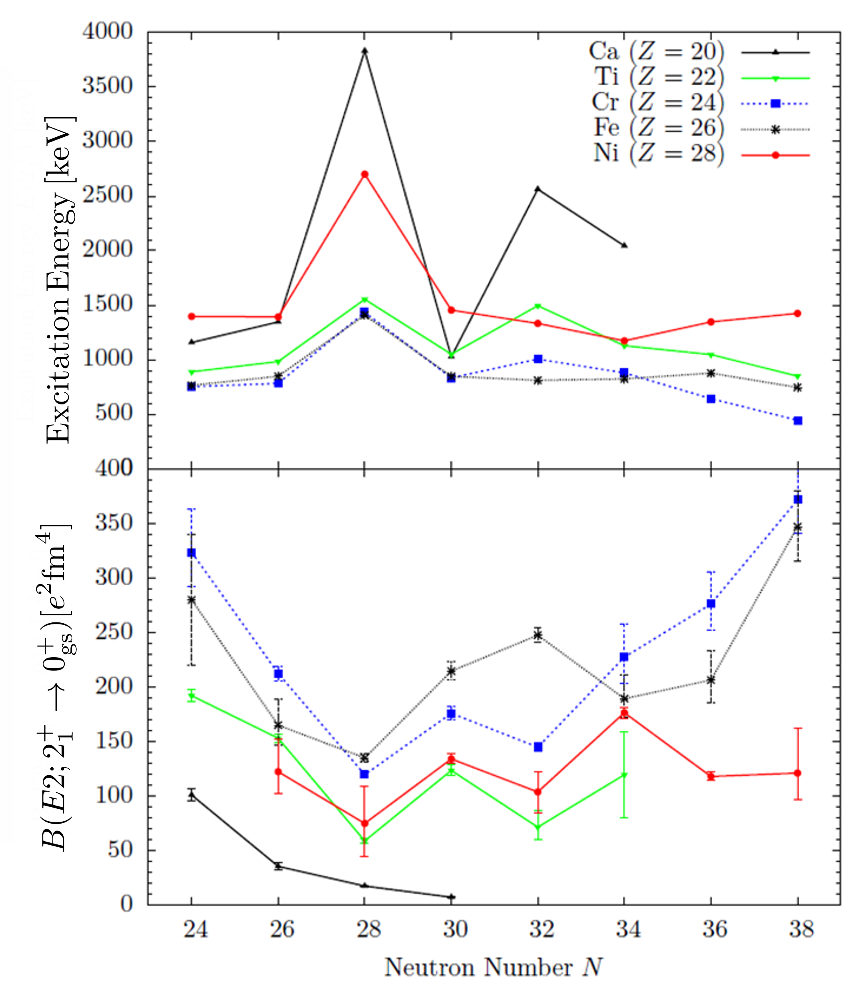 Excitation Energy [keV]
4000
3500
3000
2500
2000
1500
1000
500
Ca (Z = 20)
Ti (Z = 22)
Cr (Z = 24)
Fe (Z = 26)
Ni (Z = 28)
B(E2; 2₁⁺ → 0⁺gs)[e²fm⁴]
400
350
300
250
200
150
100
50
0
24 26 28 30 32 34 36 38
Neutron Number N